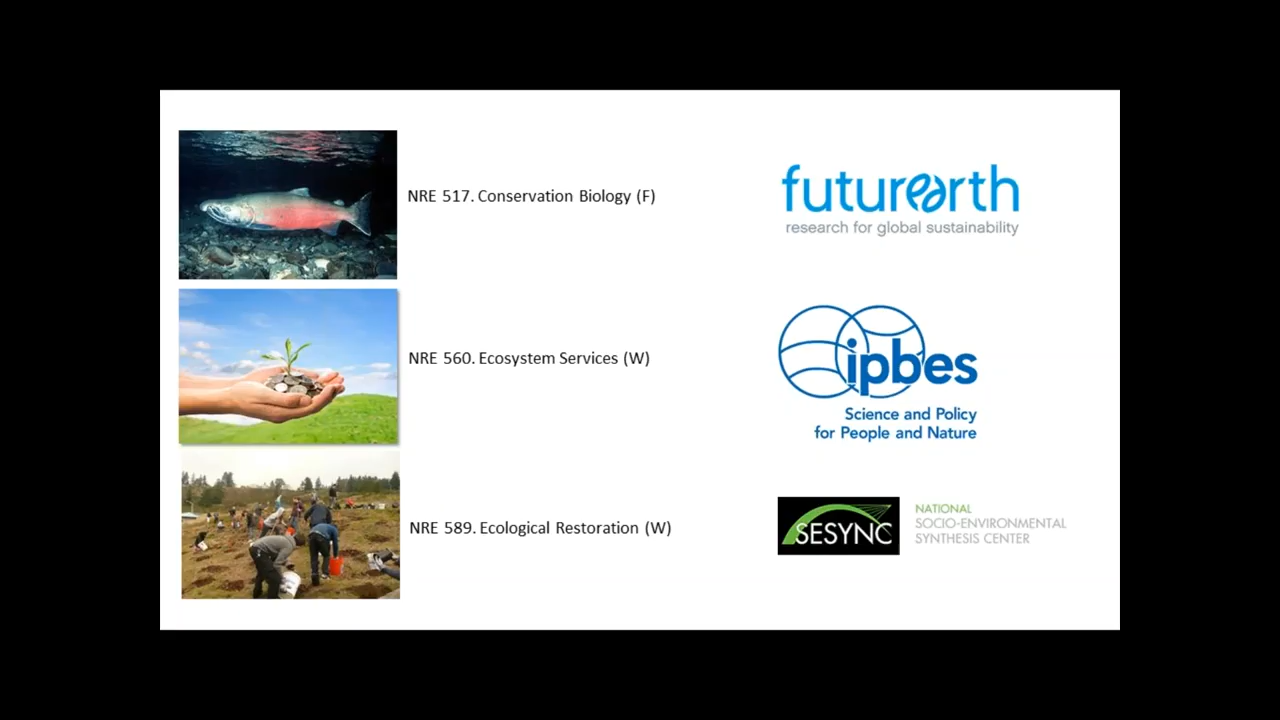 NRE 517. Conservation Biology (F)
futurearth
research for global sustainability
NRE 560. Ecosystem Services (W)
ipbes
Science and Policy
for People and Nature
NRE 589. Ecological Restoration (W)
SESYNC
NATIONAL
SOCIO-ENVIRONMENTAL
SYNTHESIS CENTER